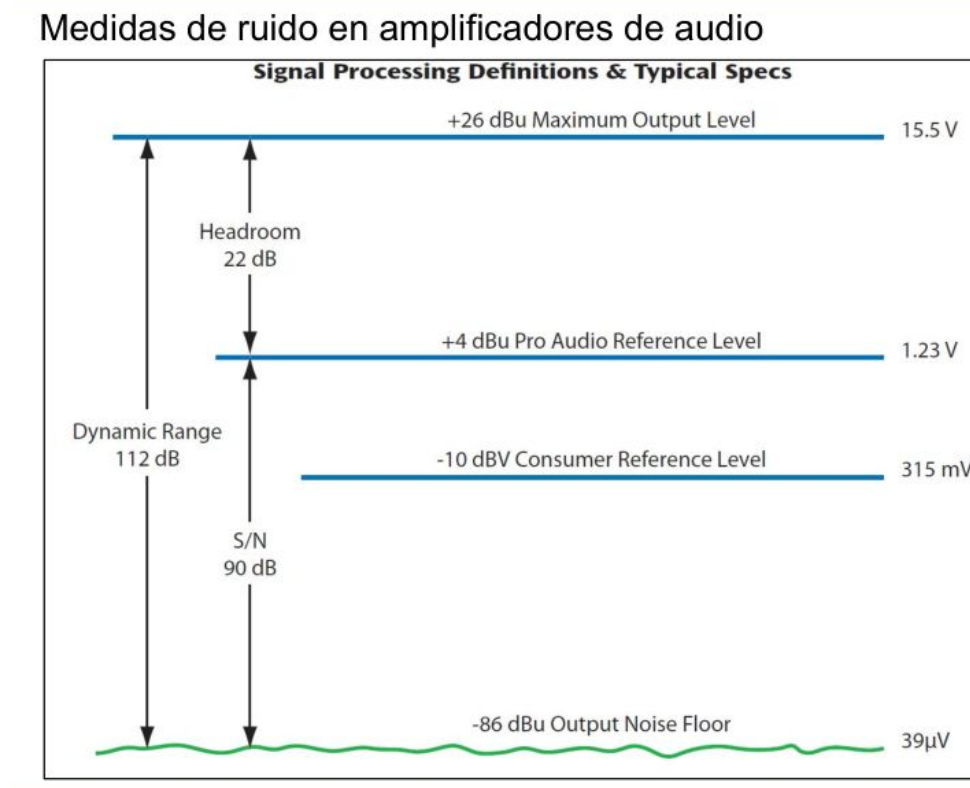 Medidas de ruido en amplificadores de audio
Signal Processing Definitions & Typical Specs
+26 dBu Maximum Output Level
15.5 V
Headroom
22 dB
+4 dBu Pro Audio Reference Level
1.23 V
Dynamic Range
112 dB
-10 dBV Consumer Reference Level
315 mV
S/N
90 dB
-86 dBu Output Noise Floor
39µV